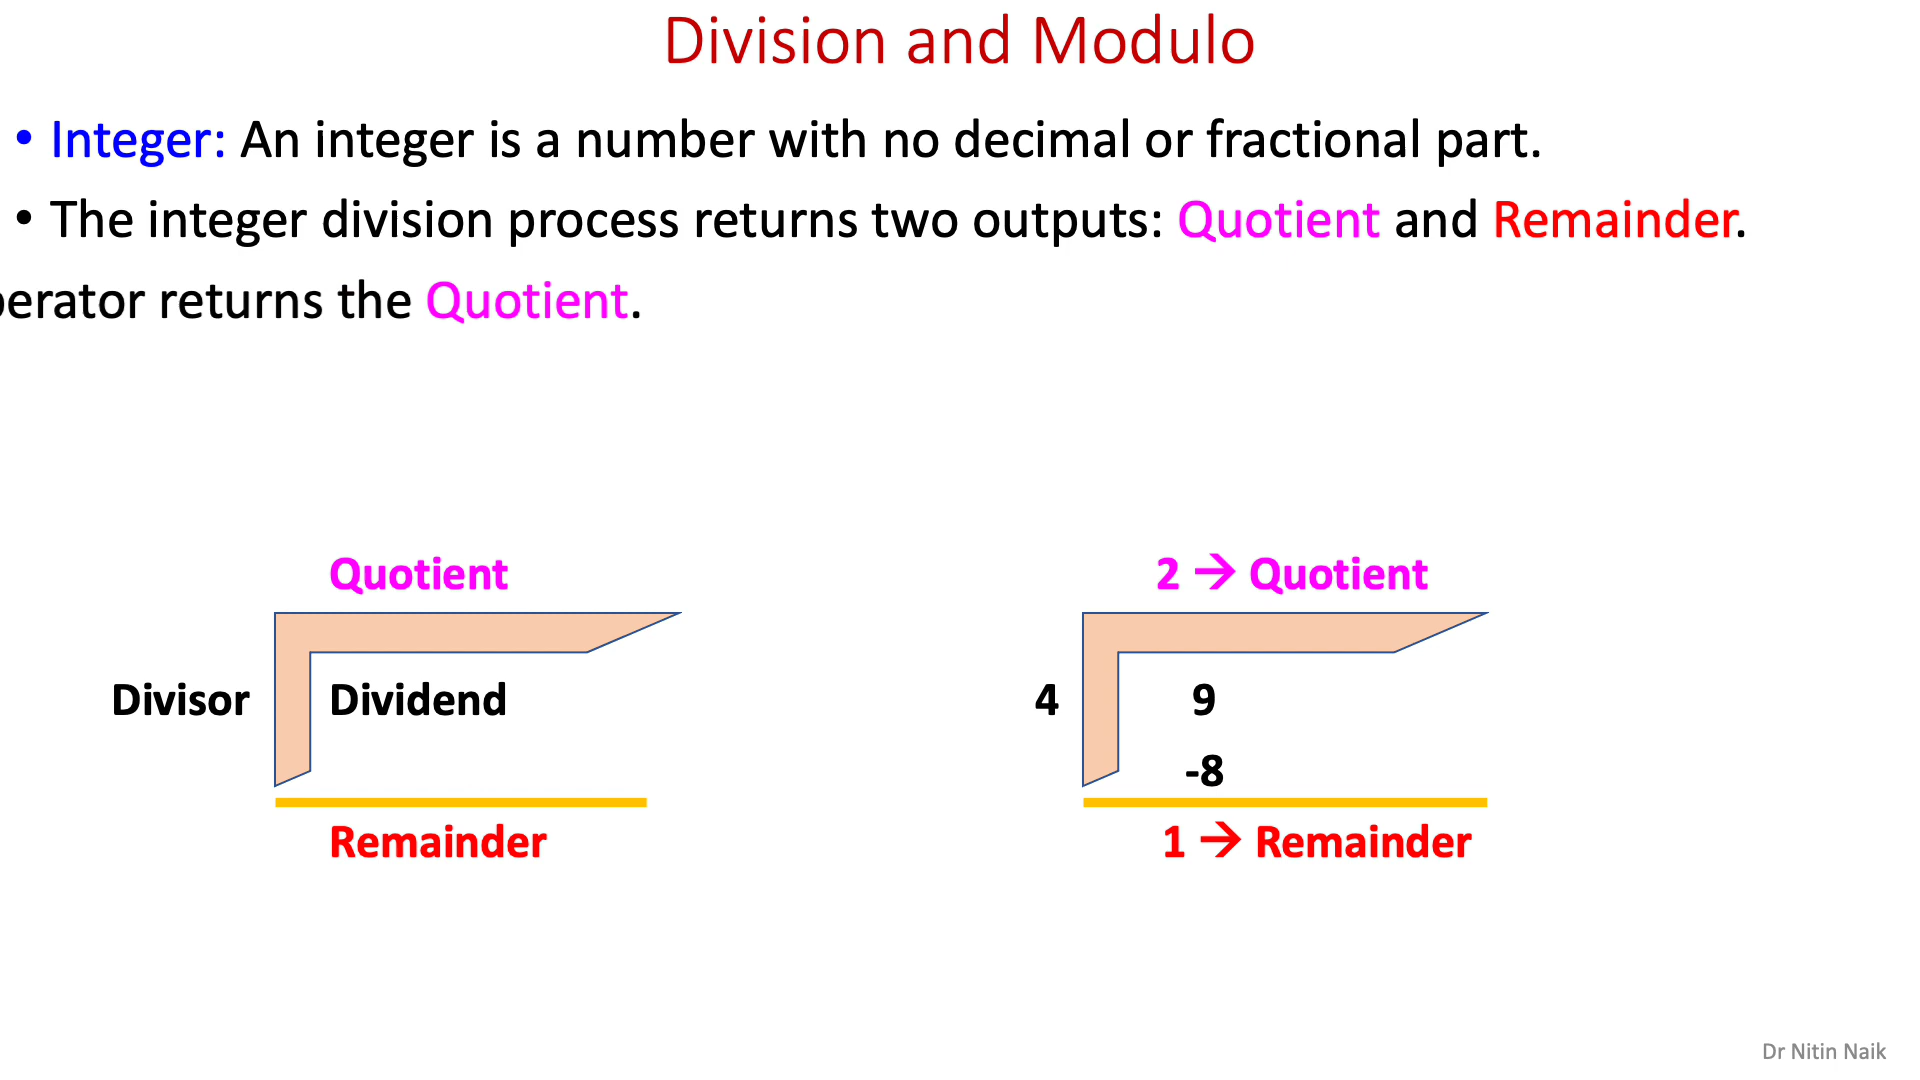 Division and Modulo
• Integer: An integer is a number with no decimal or fractional part.
• The integer division process returns two outputs: Quotient and Remainder.
returns the Quotient.
Quotient
2 → Quotient
Divisor Dividend
4 9
-8
Remainder
1 → Remainder
Dr Nitin Naik